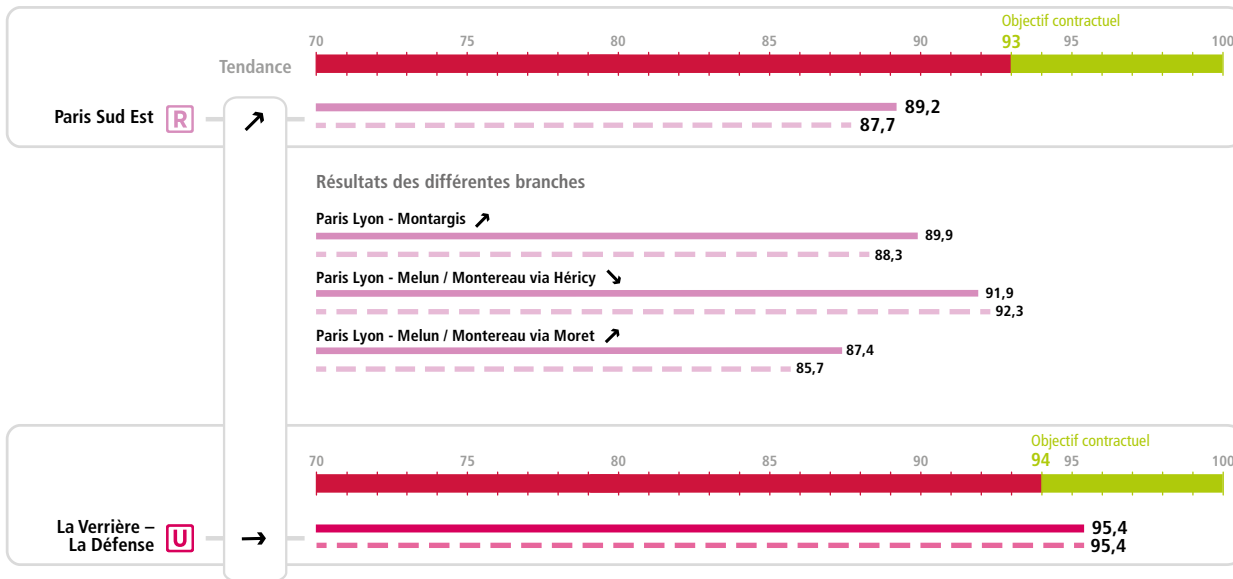 Objectif contractuel
70 75 80 85 90 93 95 100
Tendance
Paris Sud Est R
89,2
87,7
Résultats des différentes branches
Paris Lyon - Montargis
89,9
88,3
Paris Lyon - Melun / Montereau via Héricy
91,9
92,3
Paris Lyon - Melun / Montereau via Moret
87,4
85,7
Objectif contractuel
70 75 80 85 90 94 95 100
La Verrière –
La Défense U
95,4
95,4